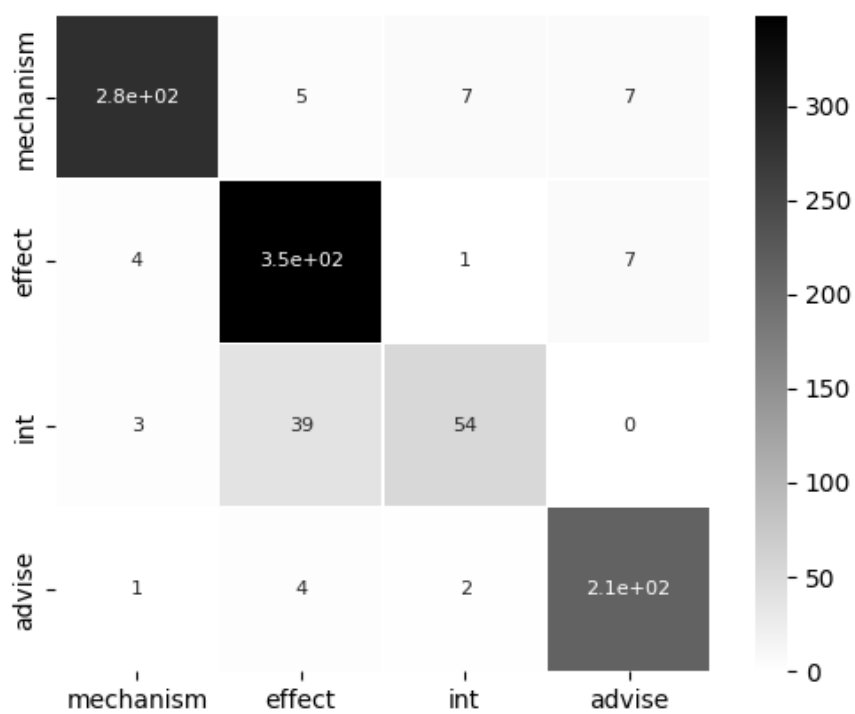 mechanism 2.8e+02 5 7 7
effect 4 3.5e+02 1 7
int 3 39 54 0
advise 1 4 2 2.1e+02
mechanism effect int advise
300
250
200
150
100
50
0